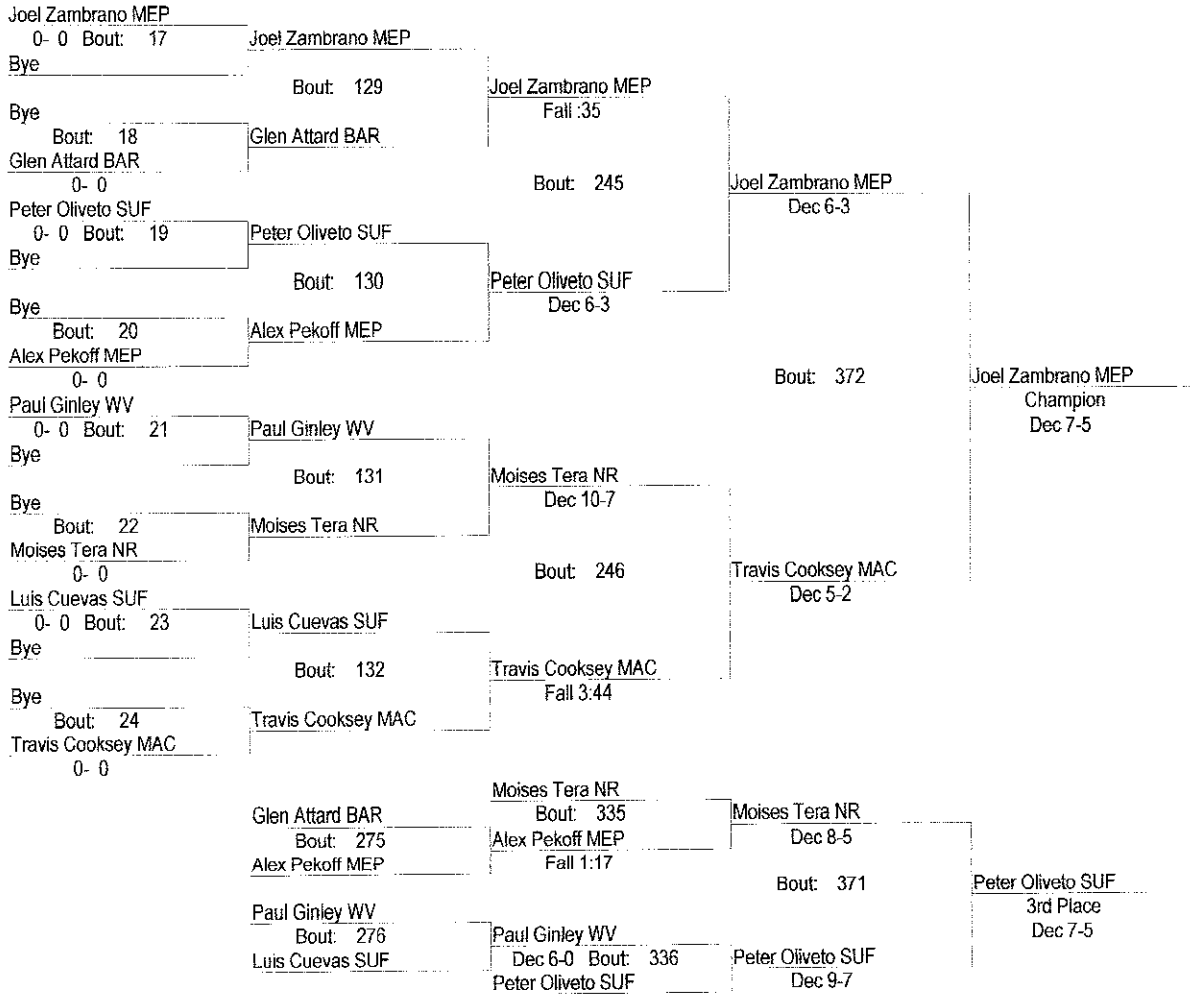 Joel Zambrano MEP
0- 0 Bout: 17
Bye
Bye
Bout: 18
Glen Attard BAR
0- 0
Peter Oliveto SUF
0- 0 Bout: 19
Bye
Bye
Bout: 20
Alex Pekoff MEP
0- 0
Paul Ginley WV
0- 0 Bout: 21
Bye
Bye
Bout: 22
Moises Tera NR
0- 0
Luis Cuevas SUF
0- 0 Bout: 23
Bye
Bye
Bout: 24
Travis Cooksey MAC
0- 0
Joel Zambrano MEP
Bout: 129
Glen Attard BAR
Peter Oliveto SUF
Bout: 130
Alex Pekoff MEP
Paul Ginley WV
Bout: 131
Moises Tera NR
Luis Cuevas SUF
Bout: 132
Travis Cooksey MAC
Joel Zambrano MEP
Fall :35
Bout: 245
Peter Oliveto SUF
Dec 6-3
Moises Tera NR
Dec 10-7
Bout: 246
Travis Cooksey MAC
Fall 3:44
Joel Zambrano MEP
Dec 6-3
Bout: 372
Travis Cooksey MAC
Dec 5-2
Joel Zambrano MEP
Champion
Dec 7-5
Glen Attard BAR
Bout: 275
Alex Pekoff MEP
Paul Ginley WV
Bout: 276
Luis Cuevas SUF
Moises Tera NR
Bout: 335
Alex Pekoff MEP
Fall 1:17
Paul Ginley WV
Dec 6-0 Bout: 336
Peter Oliveto SUF
Moises Tera NR
Dec 8-5
Bout: 371
Peter Oliveto SUF
Dec 9-7
Peter Oliveto SUF
3rd Place
Dec 7-5